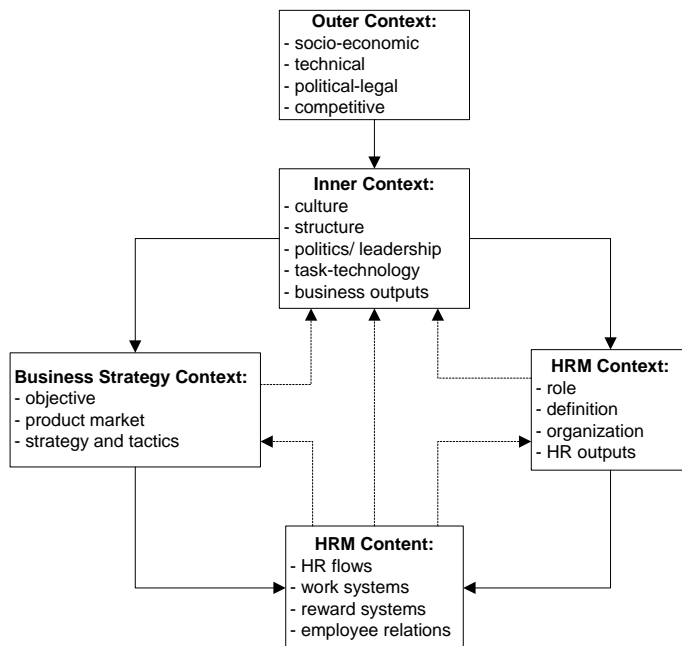 Outer Context:
- socio-economic
- technical
- political-legal
- competitive
Inner Context:
- culture
- structure
- politics/ leadership
- task-technology
- business outputs
Business Strategy Context:
- objective
- product market
- strategy and tactics
HRM Context:
- role
- definition
- organization
- HR outputs
HRM Content:
- HR flows
- work systems
- reward systems
- employee relations